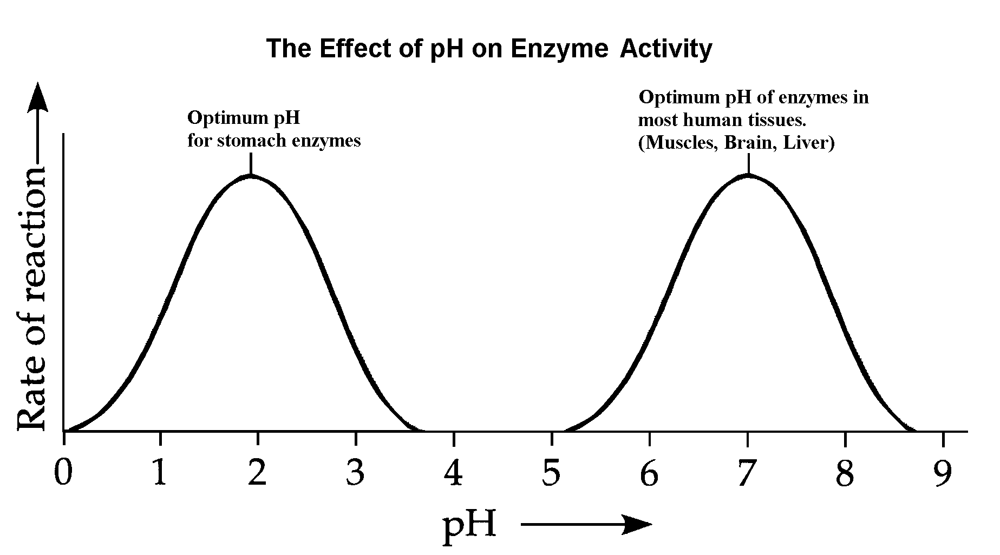 The Effect of pH on Enzyme Activity
Optimum pH
for stomach enzymes
Optimum pH of enzymes in
most human tissues.
(Muscles, Brain, Liver)
Rate of reaction
0 1 2 3 4 5 6 7 8 9
pH